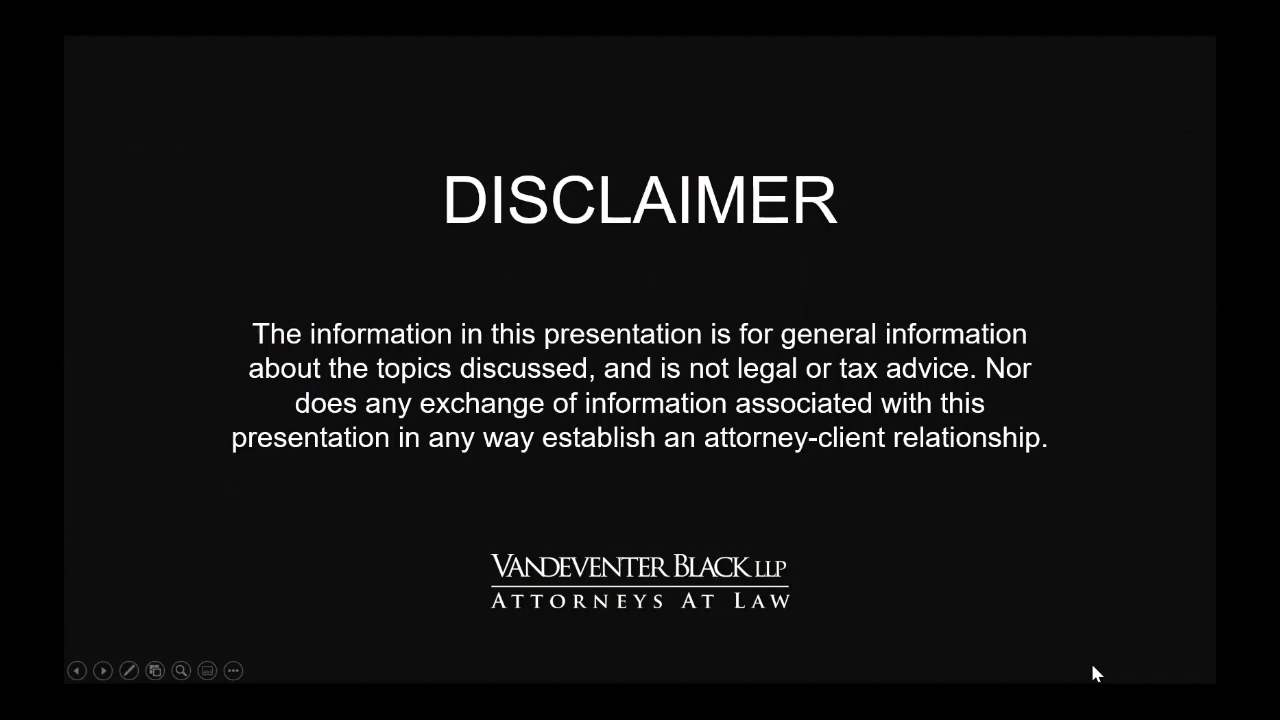 DISCLAIMER
The information in this presentation is for general information
about the topics discussed, and is not legal or tax advice. Nor
does any exchange of information associated with this
presentation in any way establish an attorney-client relationship.
VANDEVENTER BLACK LLP
ATTORNEYS AT LAW